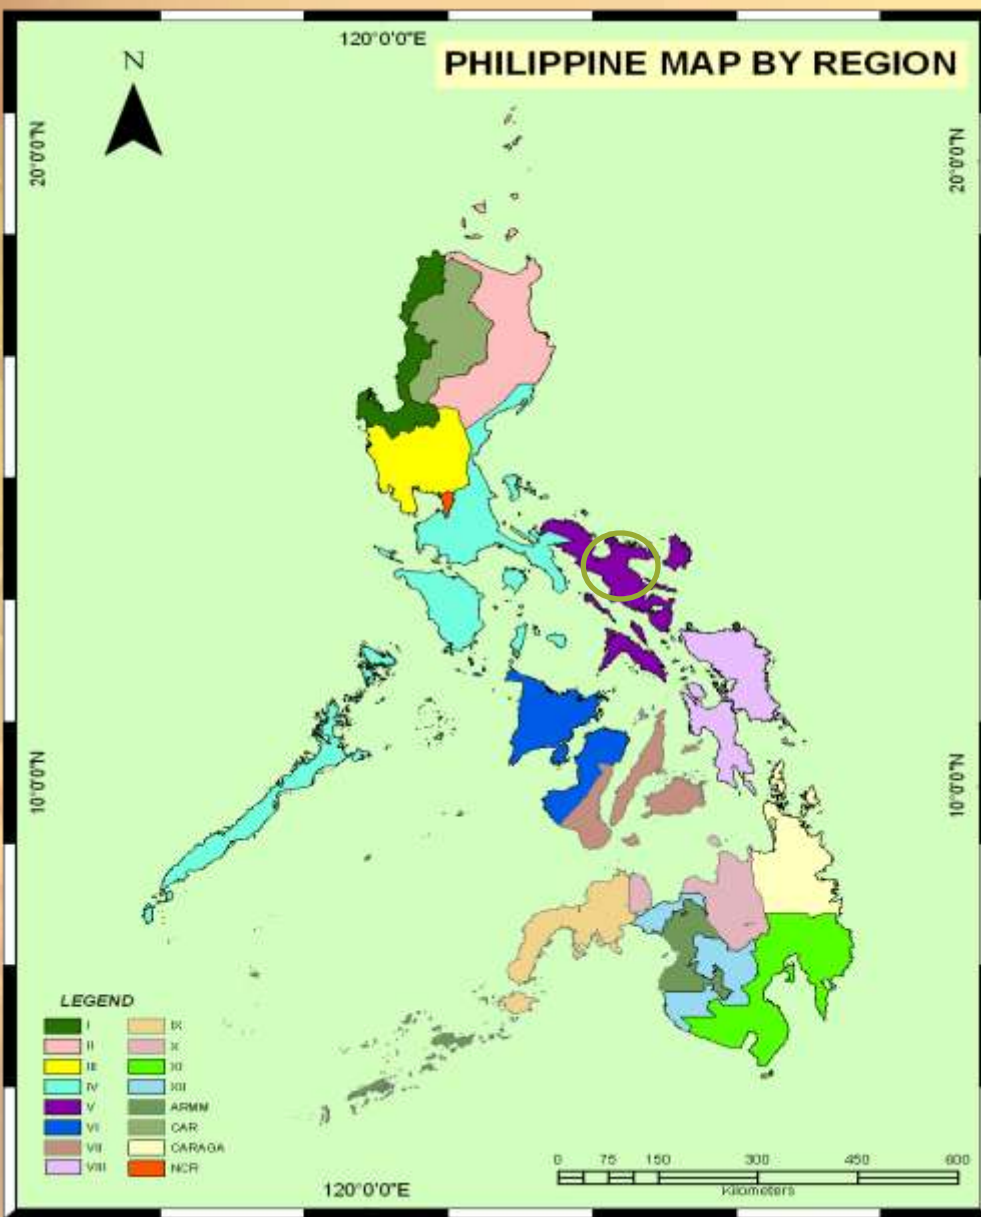 120°0'0"E
N
PHILIPPINE MAP BY REGION
20°0'0"N
20°0'0"N
10°0'0"N
10°0'0"N
LEGEND
I
II
III
IV
V
VI
VII
VIII
IX
X
XI
XII
ARMM
CAR
CARAGA
NCR
0 75 150 300 450 600
Kilometers
120°0'0"E